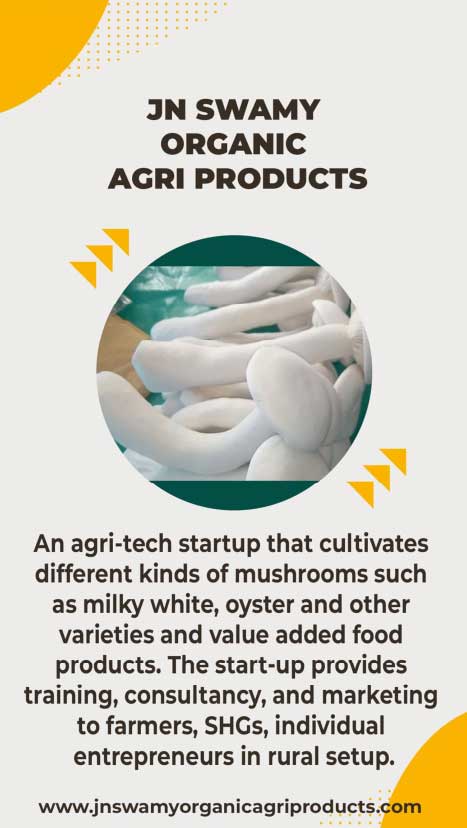 JN SWAMY
ORGANIC
AGRI PRODUCTS
An agri-tech startup that cultivates
different kinds of mushrooms such
as milky white, oyster and other
varieties and value added food
products. The start-up provides
training, consultancy, and marketing
to farmers, SHGs, individual
entrepreneurs in rural setup.
www.jnswamyorganicagriproducts.com